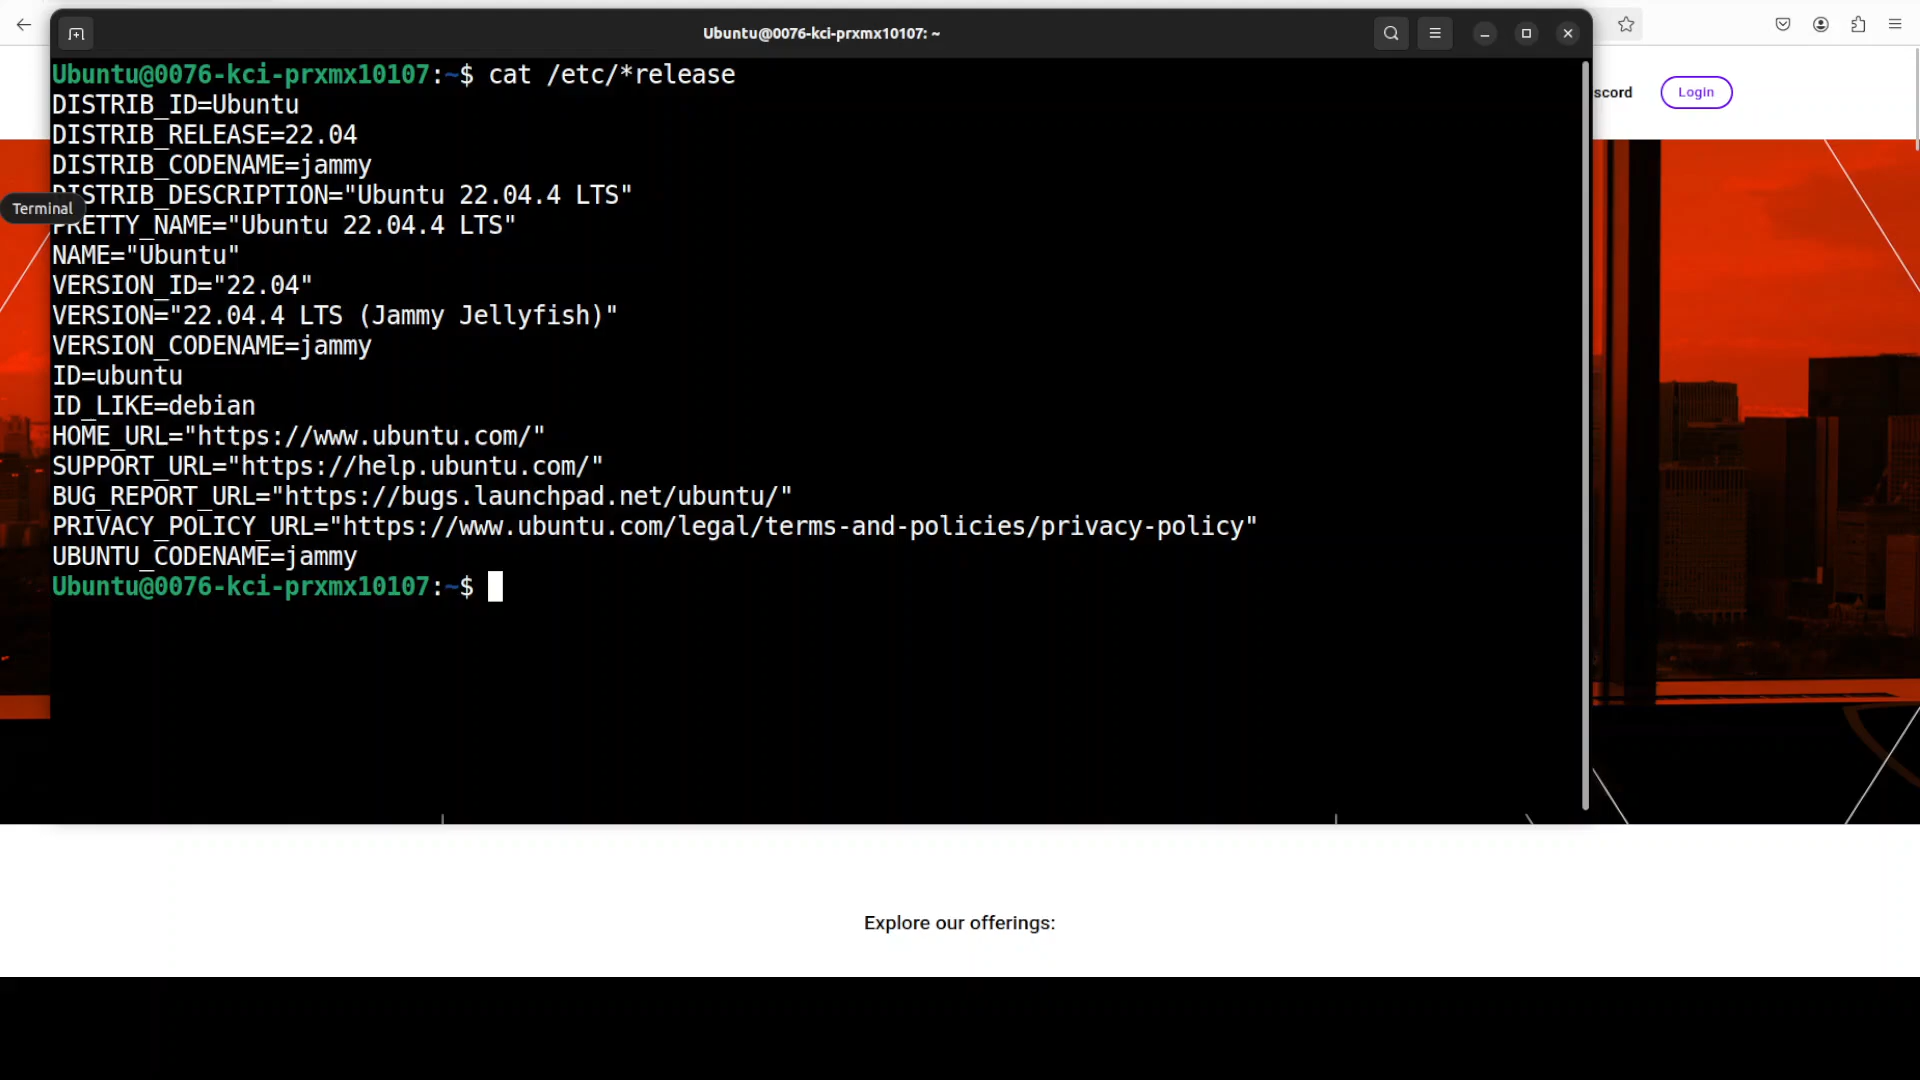 Ubuntu@0076-kci-prxmx10107: ~
Ubuntu@0076-kci-prxmx10107:~$ cat /etc/*release
DISTRIB_ID=Ubuntu
DISTRIB_RELEASE=22.04
DISTRIB_CODENAME=jammy
DISTRIB_DESCRIPTION="Ubuntu 22.04.4 LTS"
PRETTY_NAME="Ubuntu 22.04.4 LTS"
NAME="Ubuntu"
VERSION_ID="22.04"
VERSION="22.04.4 LTS (Jammy Jellyfish)"
VERSION_CODENAME=jammy
ID=ubuntu
ID_LIKE=debian
HOME_URL="https://www.ubuntu.com/"
SUPPORT_URL="https://help.ubuntu.com/"
BUG_REPORT_URL="https://bugs.launchpad.net/ubuntu/"
PRIVACY_POLICY_URL="https://www.ubuntu.com/legal/terms-and-policies/privacy-policy"
UBUNTU_CODENAME=jammy
Ubuntu@0076-kci-prxmx10107:~$
Terminal
scord
Login
Explore our offerings: